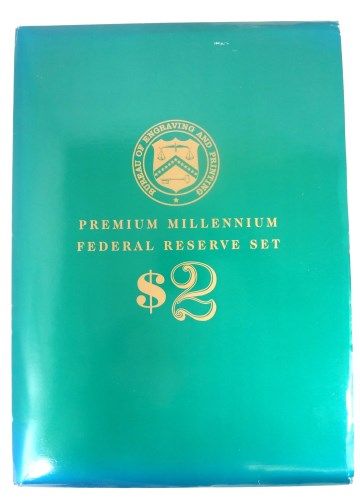 BUREAU OF ENGRAVING AND PRINTING
PREMIUM MILLENNIUM
FEDERAL RESERVE SET
$2